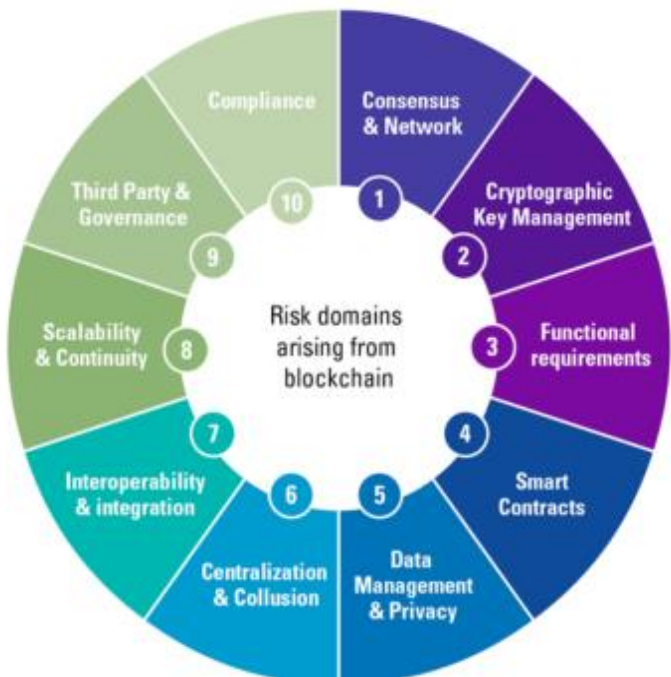 Risk domains
arising from
blockchain
1
Consensus
& Network
2
Cryptographic
Key Management
3
Functional
requirements
4
Smart
Contracts
5
Data
Management
& Privacy
6
Centralization
& Collusion
7
Interoperability
& integration
8
Scalability
& Continuity
9
Third Party &
Governance
10
Compliance